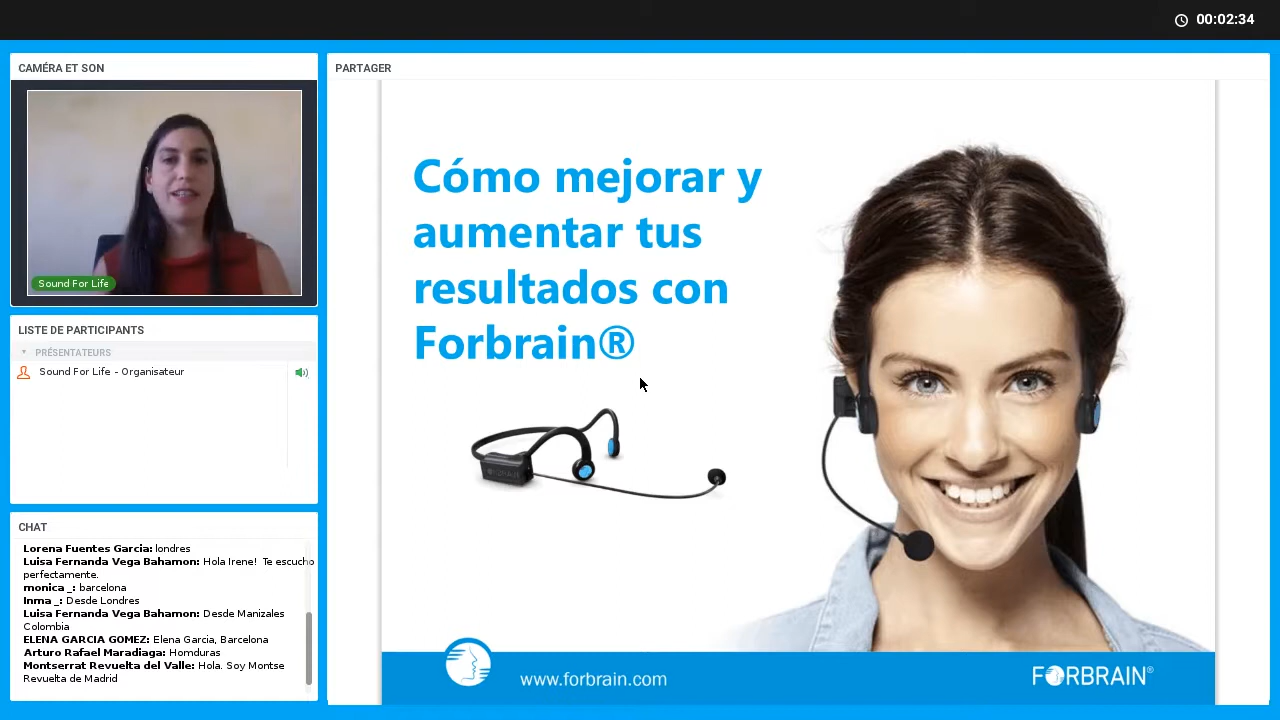 00:02:34
CAMÉRA ET SON
Sound For Life
LISTE DE PARTICIPANTS
PRÉSENTATEURS
Sound For Life - Organisateur
CHAT
Lorena Fuentes Garcia: londres
Luisa Fernanda Vega Bahamon: Hola Irene! Te escucho
perfectamente.
monica _: barcelona
Inma _: Desde Londres
Luisa Fernanda Vega Bahamon: Desde Manizales
Colombia
ELENA GARCIA GOMEZ: Elena Garcia, Barcelona
Arturo Rafael Maradiaga: Homduras
Montserrat Revuelta del Valle: Hola. Soy Montse
Revuelta de Madrid
PARTAGER
Cómo mejorar y
aumentar tus
resultados con
Forbrain®
www.forbrain.com
FORBRAIN®